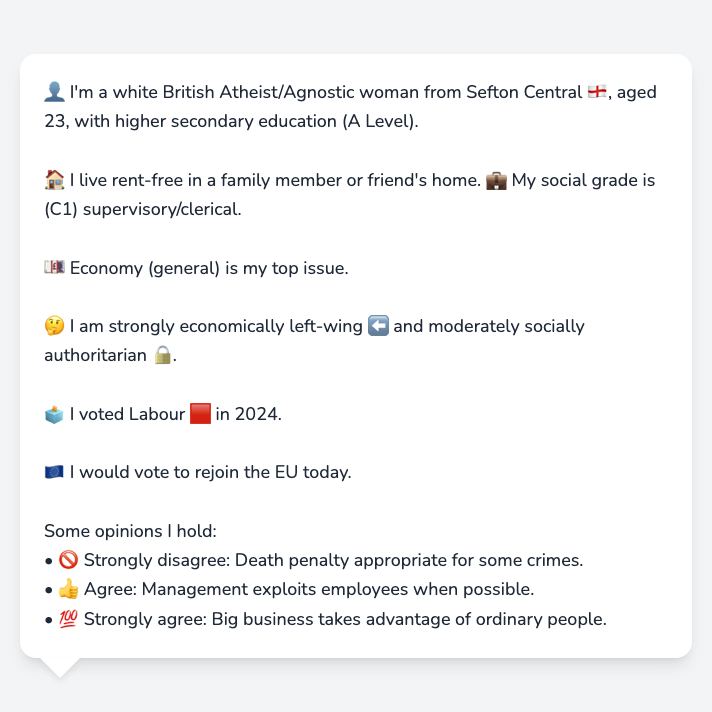 👤 I'm a white British Atheist/Agnostic woman from Sefton Central 🏴󠁧󠁢󠁥󠁮󠁧󠁿, aged
23, with higher secondary education (A Level).
🏠 I live rent-free in a family member or friend's home. 💼 My social grade is
(C1) supervisory/clerical.
💷 Economy (general) is my top issue.
🤔 I am strongly economically left-wing ⬅️ and moderately socially
authoritarian 🔒.
🗳️ I voted Labour 🟥 in 2024.
🇪🇺 I would vote to rejoin the EU today.
Some opinions I hold:
• 🚫 Strongly disagree: Death penalty appropriate for some crimes.
• 👍 Agree: Management exploits employees when possible.
• 💯 Strongly agree: Big business takes advantage of ordinary people.